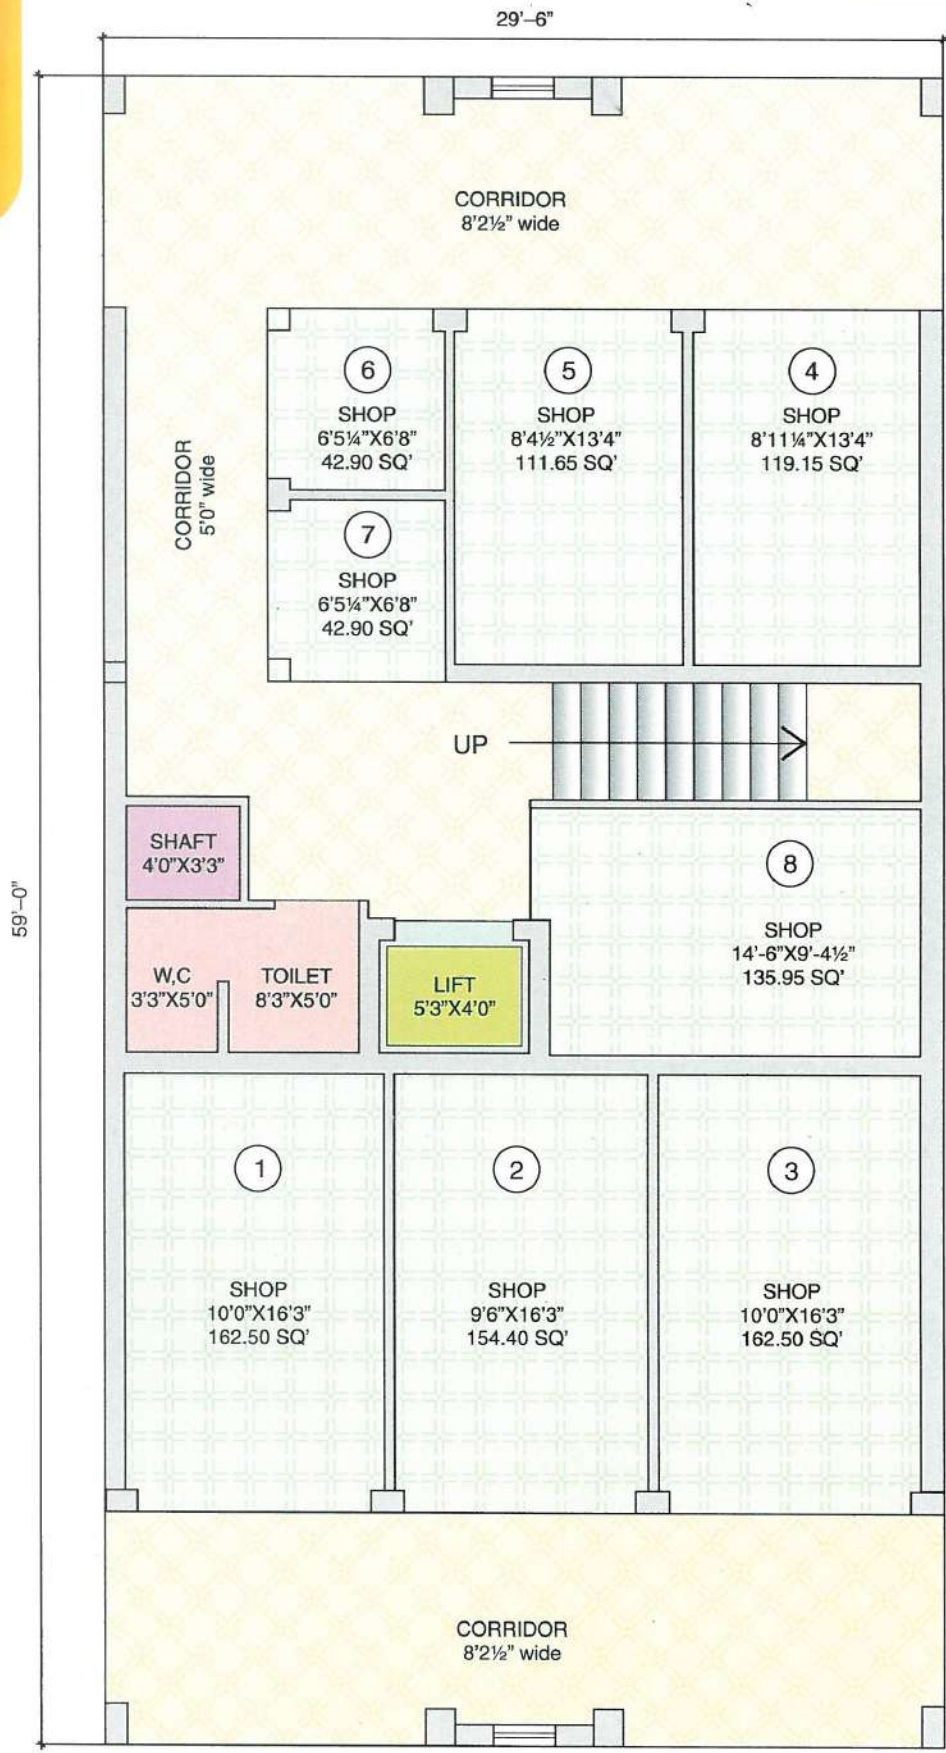 29'–6"
CORRIDOR
8'2½" wide
6
SHOP
6'5¼"X6'8"
42.90 SQ'
5
SHOP
8'4½"X13'4"
111.65 SQ'
4
SHOP
8'11¼"X13'4"
119.15 SQ'
CORRIDOR
5'0" wide
7
SHOP
6'5¼"X6'8"
42.90 SQ'
UP
SHAFT
4'0"X3'3"
8
SHOP
14'-6"X9'-4½"
135.95 SQ'
59'–0"
W,C
3'3"X5'0"
TOILET
8'3"X5'0"
LIFT
5'3"X4'0"
1
SHOP
10'0"X16'3"
162.50 SQ'
2
SHOP
9'6"X16'3"
154.40 SQ'
3
SHOP
10'0"X16'3"
162.50 SQ'
CORRIDOR
8'2½" wide